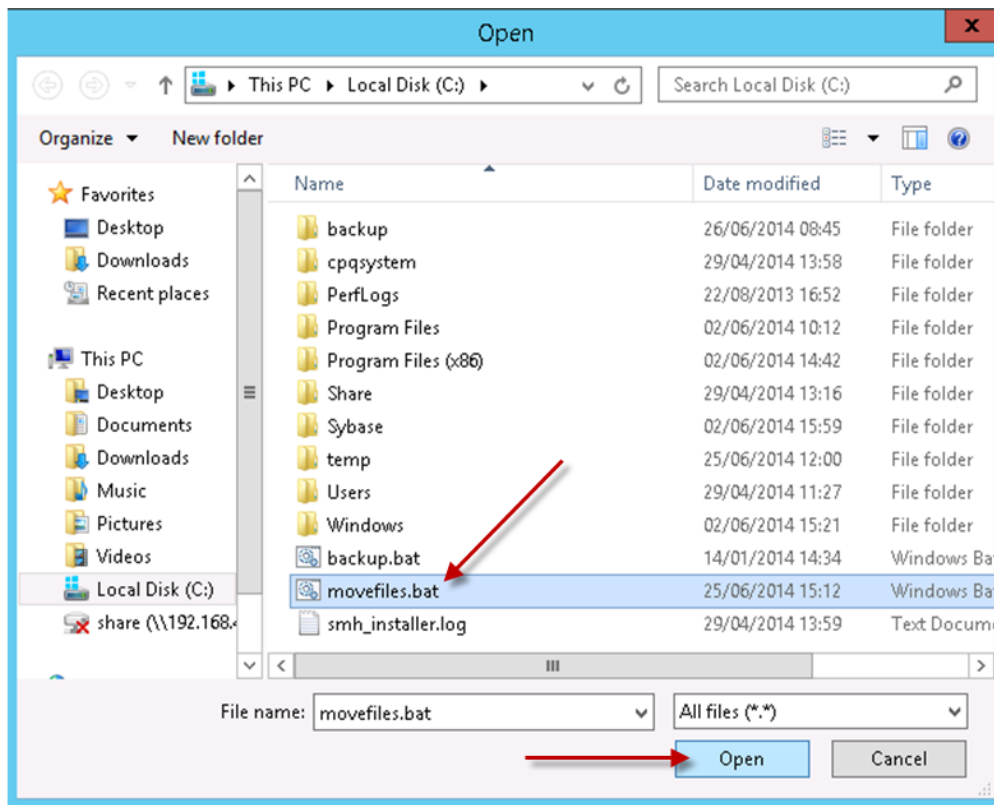 Open
x
This PC Local Disk (C:)
Search Local Disk (C:)
Organize New folder
Name Date modified Type
Favorites
Desktop
Downloads
Recent places
This PC
Desktop
Documents
Downloads
Music
Pictures
Videos
Local Disk (C:)
share (\\192.168.
backup 26/06/2014 08:45 File folder
cpqsystem 29/04/2014 13:58 File folder
PerfLogs 22/08/2013 16:52 File folder
Program Files 02/06/2014 10:12 File folder
Program Files (x86) 02/06/2014 14:42 File folder
Share 29/04/2014 13:16 File folder
Sybase 02/06/2014 15:59 File folder
temp 25/06/2014 12:00 File folder
Users 29/04/2014 11:27 File folder
Windows 02/06/2014 15:21 File folder
backup.bat 14/01/2014 14:34 Windows Ba
movefiles.bat 25/06/2014 15:12 Windows Ba
smh_installer.log 29/04/2014 13:59 Text Docum
File name: movefiles.bat All files (*.*)
Open Cancel